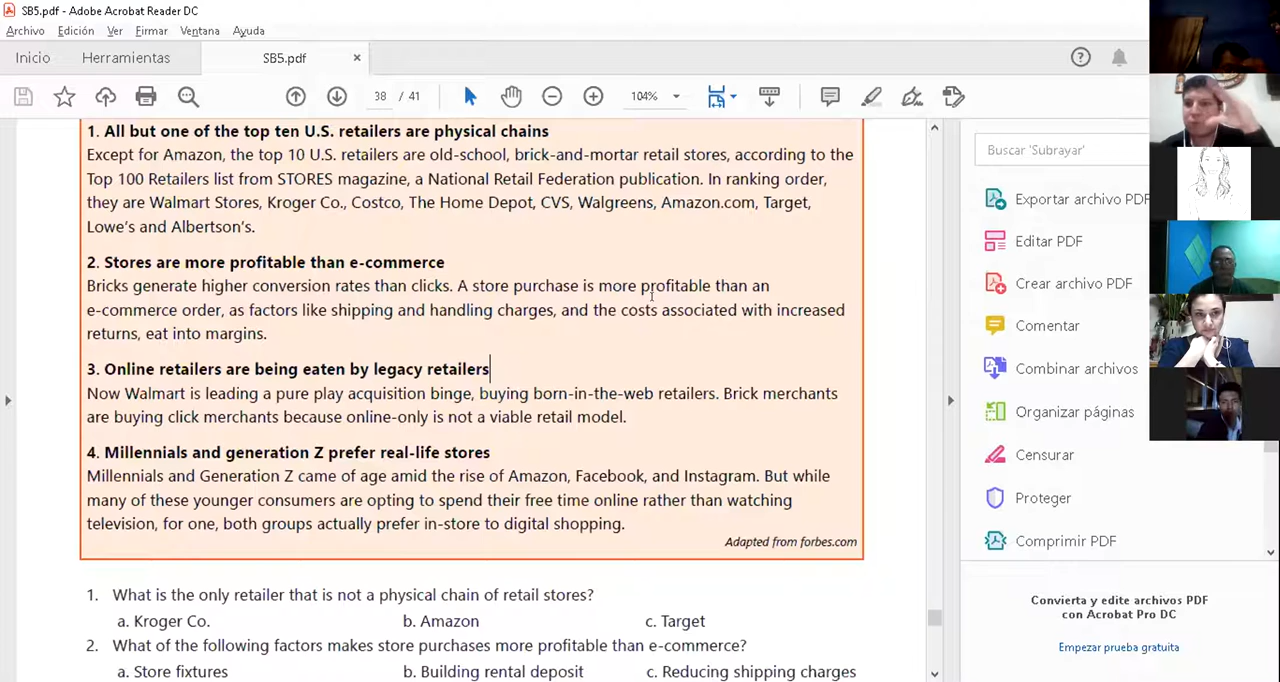 SB5.pdf - Adobe Acrobat Reader DC
Archivo Edición Ver Firmar Ventana Ayuda
Inicio Herramientas SB5.pdf ×
38 / 41 104%
1. All but one of the top ten U.S. retailers are physical chains
Except for Amazon, the top 10 U.S. retailers are old-school, brick-and-mortar retail stores, according to the
Top 100 Retailers list from STORES magazine, a National Retail Federation publication. In ranking order,
they are Walmart Stores, Kroger Co., Costco, The Home Depot, CVS, Walgreens, Amazon.com, Target,
Lowe's and Albertson's.
2. Stores are more profitable than e-commerce
Bricks generate higher conversion rates than clicks. A store purchase is more profitable than an
e-commerce order, as factors like shipping and handling charges, and the costs associated with increased
returns, eat into margins.
3. Online retailers are being eaten by legacy retailers
Now Walmart is leading a pure play acquisition binge, buying born-in-the-web retailers. Brick merchants
are buying click merchants because online-only is not a viable retail model.
4. Millennials and generation Z prefer real-life stores
Millennials and Generation Z came of age amid the rise of Amazon, Facebook, and Instagram. But while
many of these younger consumers are opting to spend their free time online rather than watching
television, for one, both groups actually prefer in-store to digital shopping.
Adapted from forbes.com
1. What is the only retailer that is not a physical chain of retail stores?
a. Kroger Co. b. Amazon c. Target
2. What of the following factors makes store purchases more profitable than e-commerce?
a. Store fixtures b. Building rental deposit c. Reducing shipping charges
Buscar 'Subrayar'
Exportar archivo PDF
Editar PDF
Crear archivo PDF
Comentar
Combinar archivos
Organizar páginas
Censurar
Proteger
Comprimir PDF
Convierta y edite archivos PDF
con Acrobat Pro DC
Empezar prueba gratuita